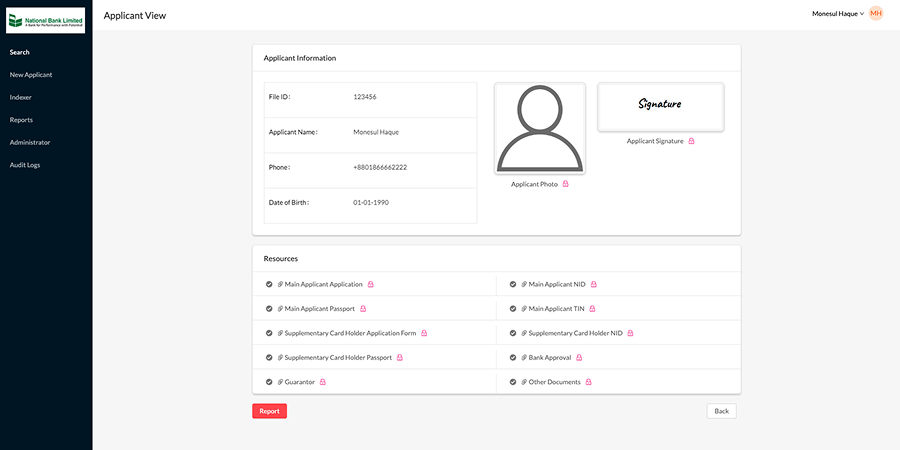 National Bank Limited
A Bank for Performance with Potential
Applicant View
Monesul Haque
MH
Search
New Applicant
Indexer
Reports
Administrator
Audit Logs
Applicant Information
File ID: 123456
Applicant Name: Monesul Haque
Phone: +8801866662222
Date of Birth: 01-01-1990
Applicant Photo
Signature
Applicant Signature
Resources
Main Applicant Application
Main Applicant NID
Main Applicant Passport
Main Applicant TIN
Supplementary Card Holder Application Form
Supplementary Card Holder NID
Supplementary Card Holder Passport
Bank Approval
Guarantor
Other Documents
Report
Back